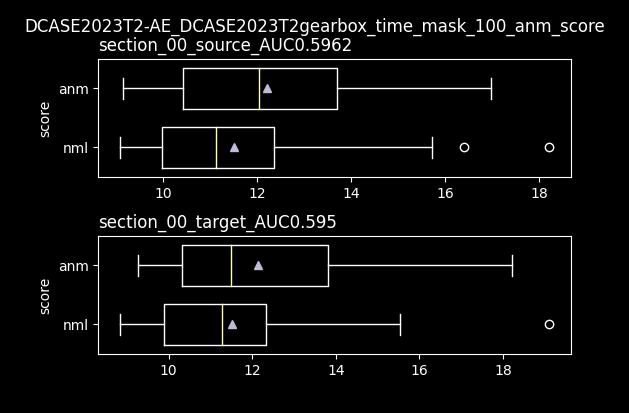 DCASE2023T2-AE_DCASE2023T2gearbox_time_mask_100_anm_score
section_00_source_AUC0.5962
anm
nml
score
10 12 14 16 18
section_00_target_AUC0.595
anm
nml
score
10 12 14 16 18